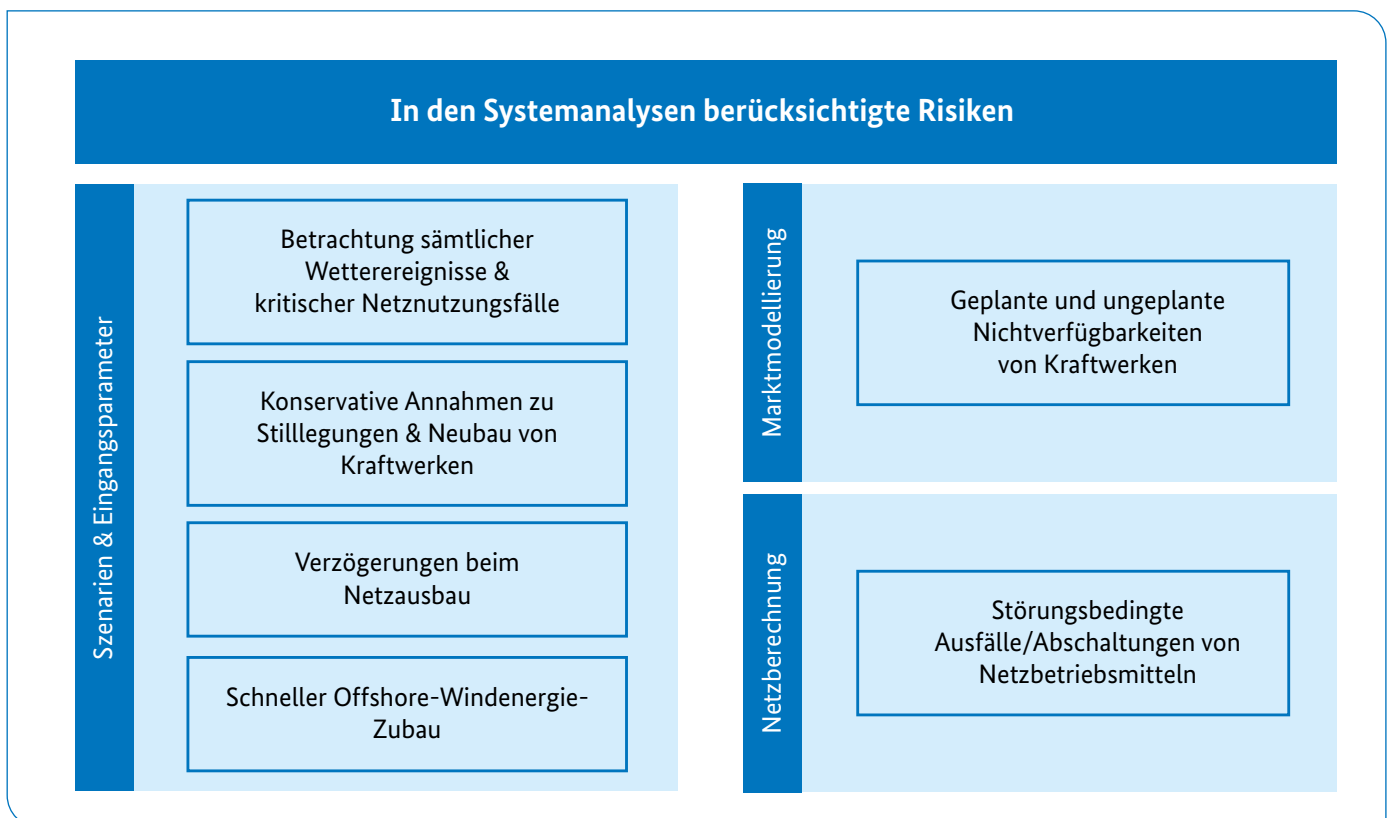 In den Systemanalysen berücksichtigte Risiken
Szenarien & Eingangsparameter
Betrachtung sämtlicher
Wetterereignisse &
kritischer Netznutzungsfälle
Konservative Annahmen zu
Stilllegungen & Neubau von
Kraftwerken
Verzögerungen beim
Netzausbau
Schneller Offshore-Windenergie-
Zubau
Marktmodellierung
Geplante und ungeplante
Nichtverfügbarkeiten
von Kraftwerken
Netzberechnung
Störungsbedingte
Ausfälle/Abschaltungen von
Netzbetriebsmitteln